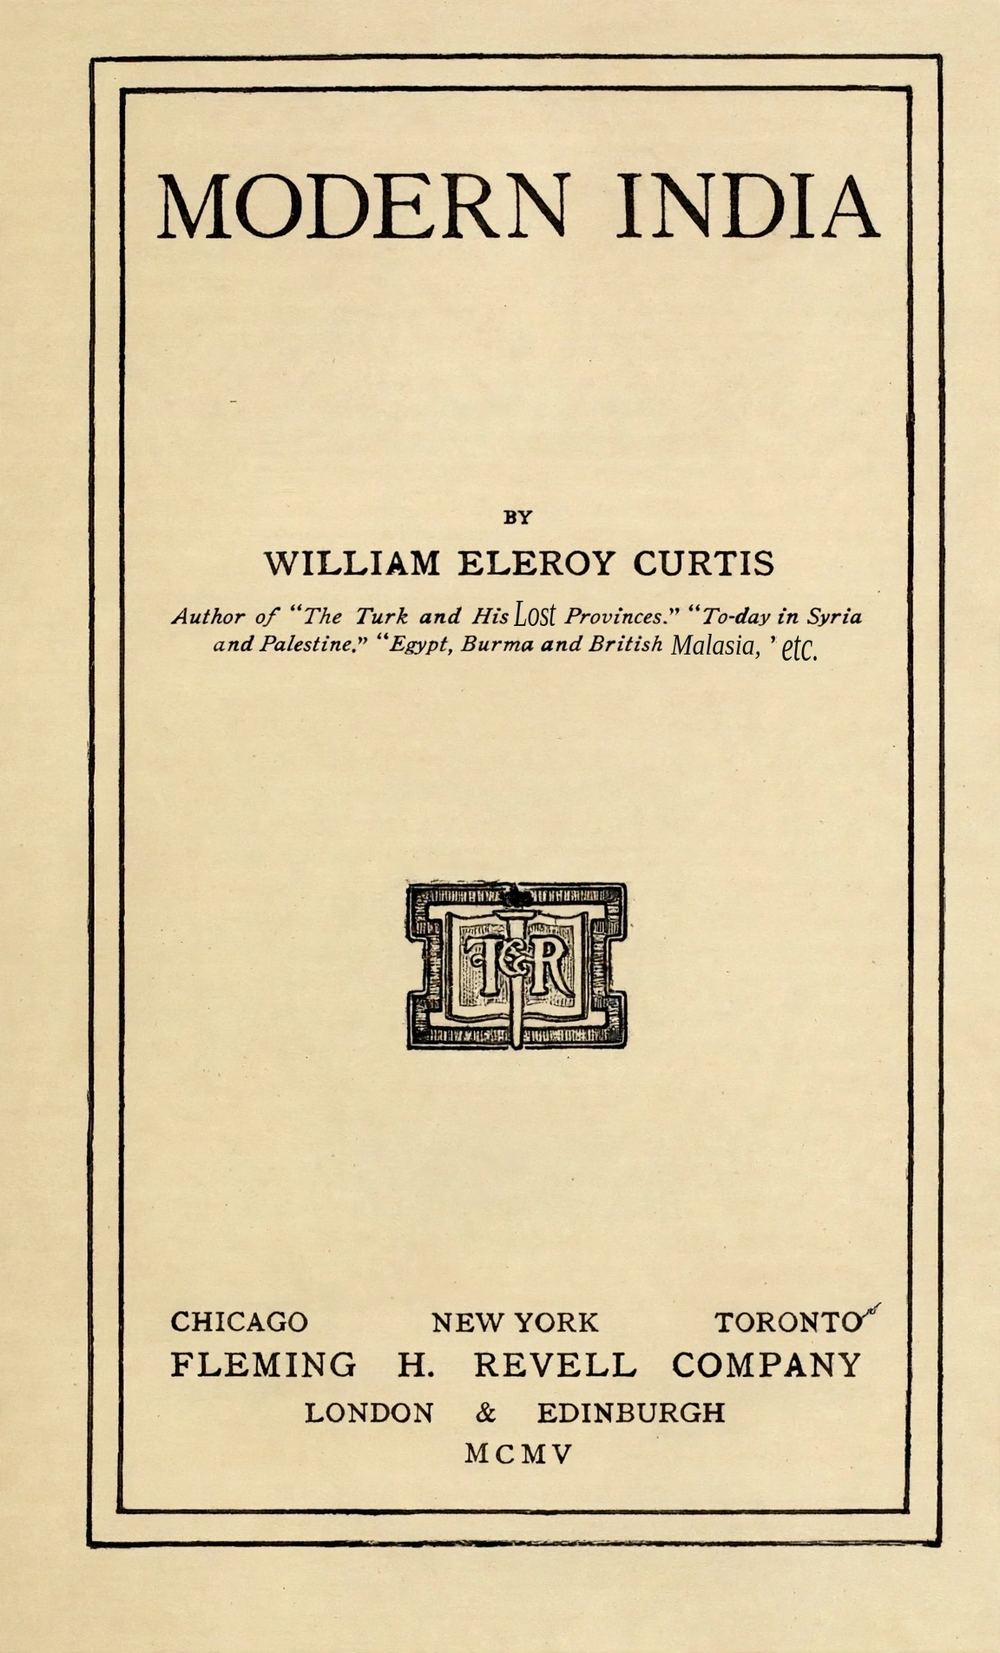 MODERN INDIA
BY
WILLIAM ELEROY CURTIS
Author of “The Turk and His Lost Provinces.” “To-day in Syria
and Palestine.” “Egypt, Burma and British Malasia, ’ etc.
T&R
CHICAGO NEW YORK TORONTO
FLEMING H. REVELL COMPANY
LONDON & EDINBURGH
MCMV